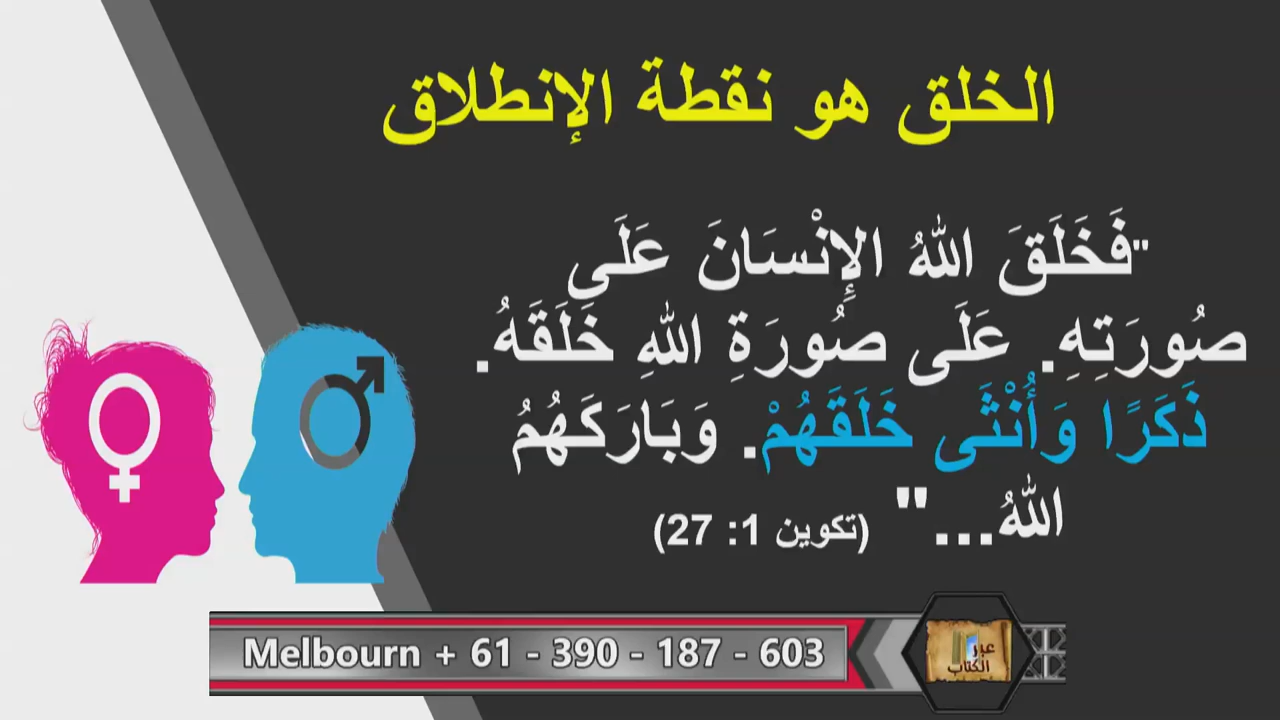 الخلق هو نقطة الإنطلاق
"فَخَلَقَ اللهُ الإِنْسَانَ عَلَى
صُورَتِهِ. عَلَى صُورَةِ اللهِ خَلَقَهُ.
ذَكَرًا وَأُنْثَى خَلَقَهُمْ. وَبَارَكَهُمُ
اللهُ..." (تكوين 1: 27)
Melbourn + 61 - 390 - 187 - 603
عبر
الكتاب